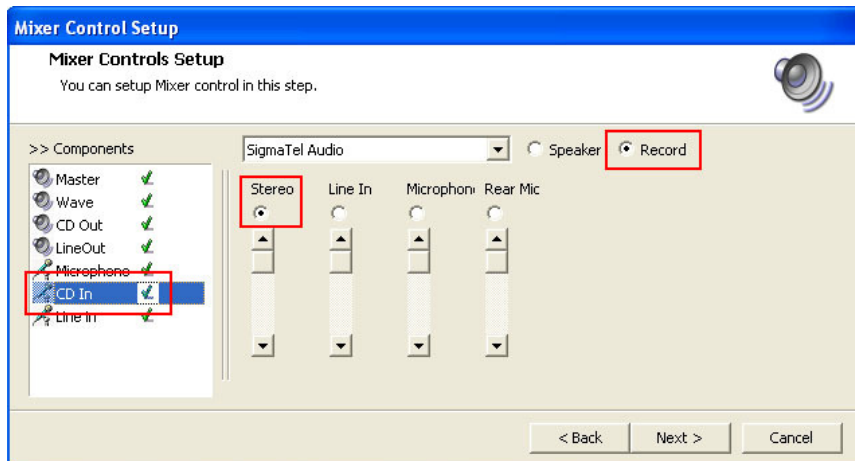 Mixer Control Setup
Mixer Controls Setup
You can setup Mixer control in this step.
>> Components
SigmaTel Audio
Speaker
Record
Master
Wave
CD Out
LineOut
Microphone
CD In
Line In
Stereo
Line In
Microphon
Rear Mic
< Back
Next >
Cancel